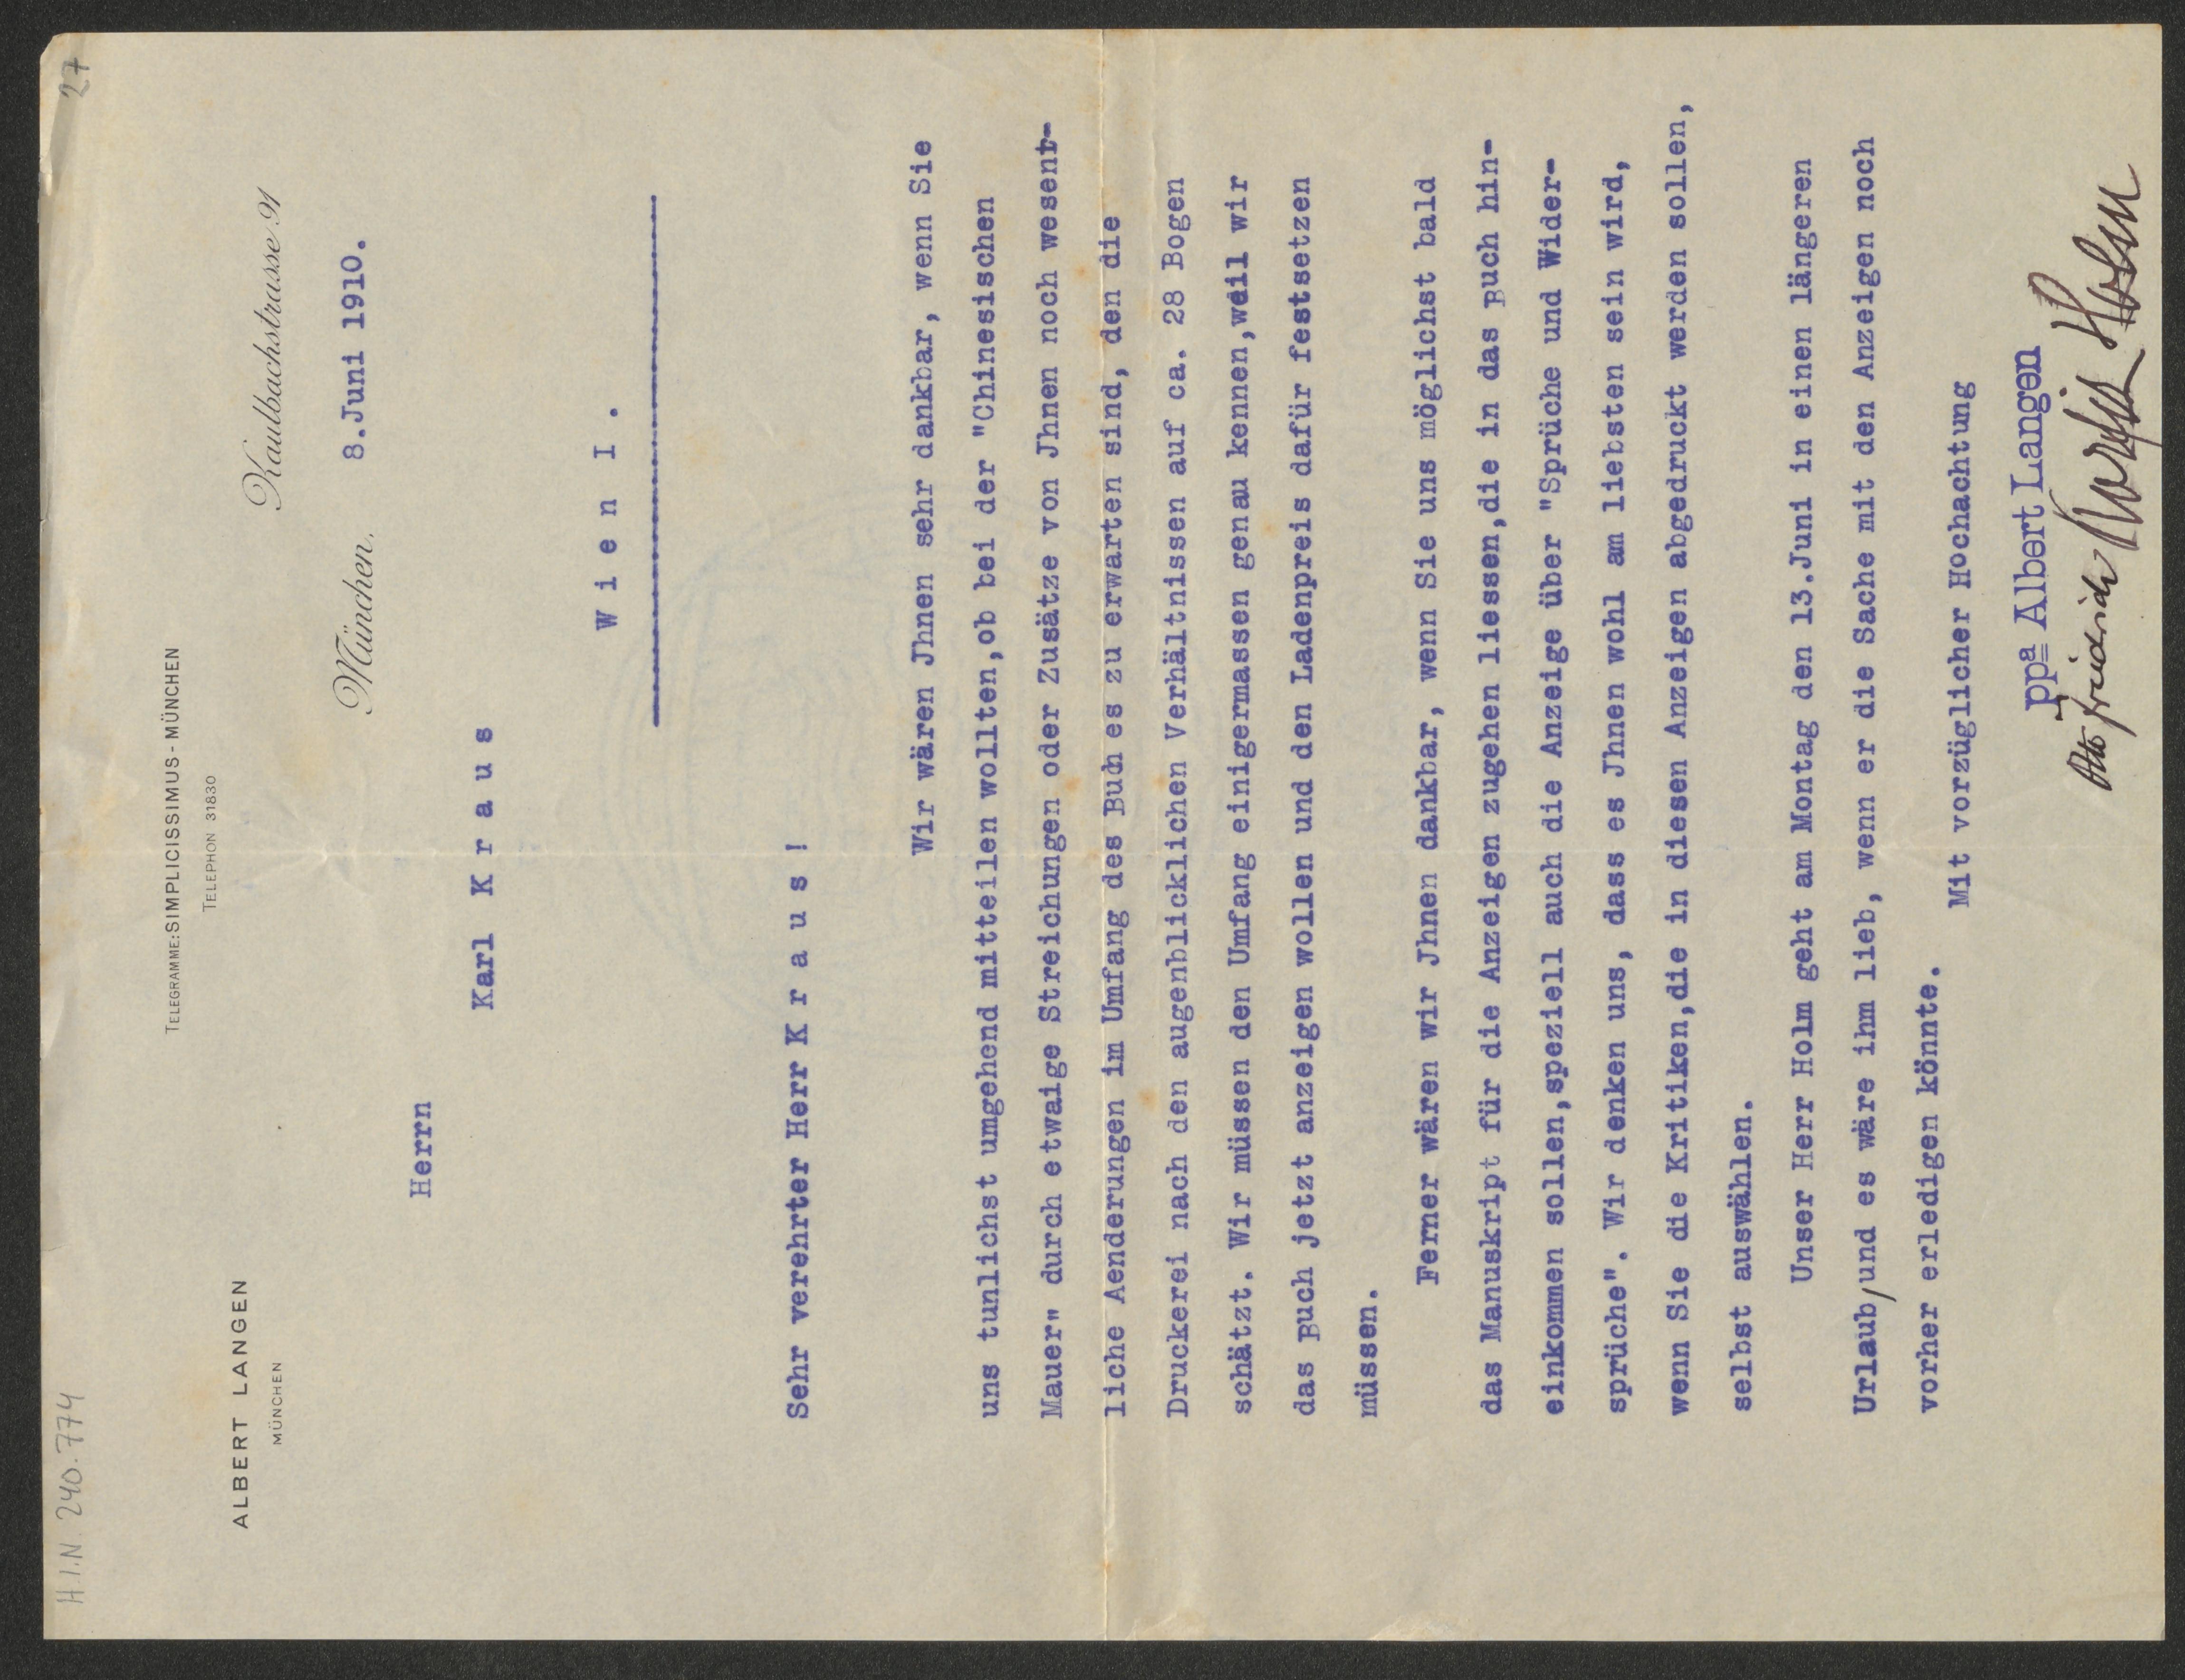 H.I.N. 240.774
27
TELEGRAMME: SIMPLICISSIMUS - MÜNCHEN
TELEPHON 31830
ALBERT LANGEN
MÜNCHEN
Kaulbachstrasse 91
München.
8.Juni 1910.
Herrn
Karl K r a u s
W i e n I .
Sehr verehrter Herr K r a u s !
Wir wären Jhnen sehr dankbar, wenn Sie
uns tunlichst umgehend mitteilen wollten,ob bei der "Chinesischen
Mauer" durch etwaige Streichungen oder Zusätze von Jhnen noch wesent-
liche Aenderungen im Umfang des Buches zu erwarten sind, den die
Druckerei nach den augenblicklichen Verhältnissen auf ca. 28 Bogen
schätzt. Wir müssen den Umfang einigermassen genau kennen,weil wir
das Buch jetzt anzeigen wollen und den Ladenpreis dafür festsetzen
müssen.
Ferner wären wir Jhnen dankbar, wenn Sie uns möglichst bald
das Manuskript für die Anzeigen zugehen liessen,die in das Buch hin-
einkommen sollen,speziell auch die Anzeige über "Sprüche und Wider-
sprüche". Wir denken uns, dass es Jhnen wohl am liebsten sein wird,
wenn Sie die Kritiken,die in diesen Anzeigen abgedruckt werden sollen,
selbst auswählen.
Unser Herr Holm geht am Montag den 13.Juni in einen längeren
Urlaub,und es wäre ihm lieb, wenn er die Sache mit den Anzeigen noch
vorher erledigen könnte.
Mit vorzüglicher Hochachtung
ppa Albert Langen
Otto Friedrich Korfiz Holm